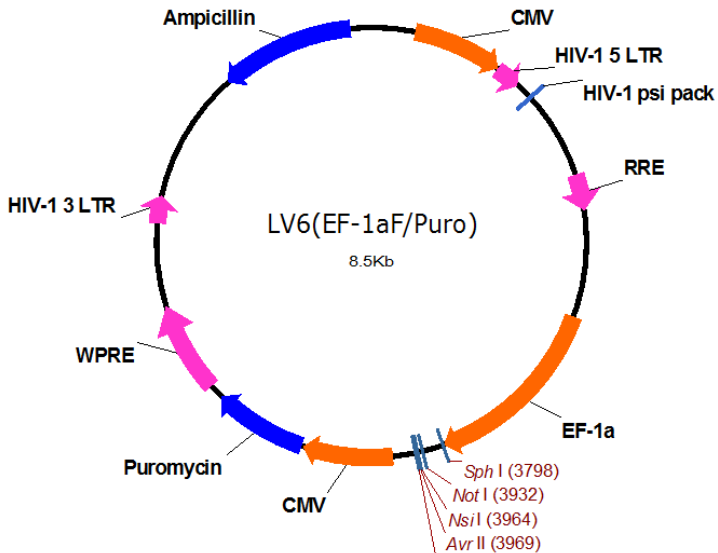 Ampicillin
CMV
HIV-1 5 LTR
HIV-1 psi pack
RRE
HIV-1 3 LTR
LV6(EF-1aF/Puro)
8.5Kb
WPRE
EF-1a
Puromycin
CMV
Sph I (3798)
Not I (3932)
Nsi I (3964)
Avr II (3969)